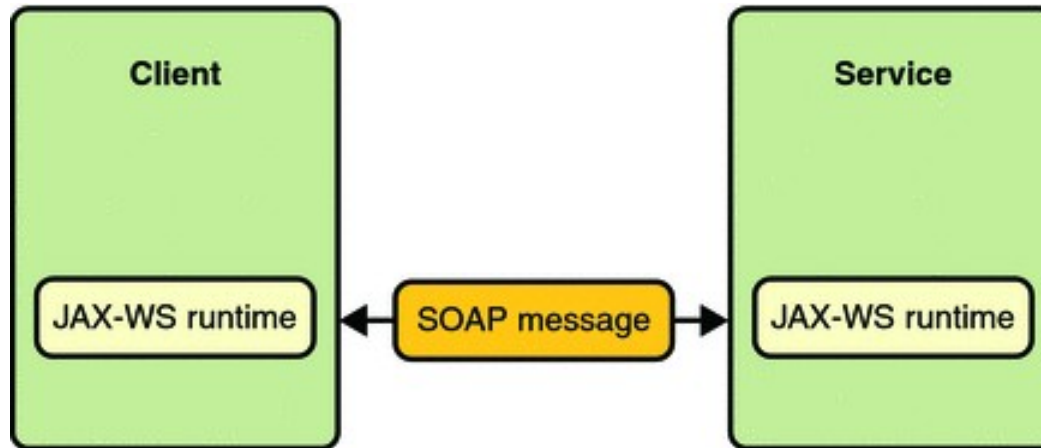 Client
Service
JAX-WS runtime
SOAP message
JAX-WS runtime